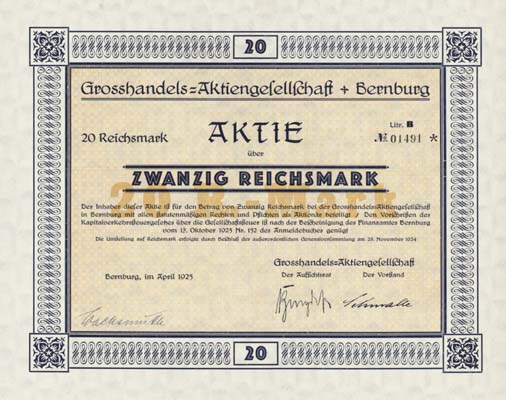 20
Grosshandels=Aktiengesellschaft + Bernburg
Litr. B
20 Reichsmark AKTIE № 01491 *
über
ZWANZIG REICHSMARK
Der Inhaber dieser Aktie ist für den Betrag von Zwanzig Reichsmark bei der Grosshandels=Aktiengesellschaft
in Bernburg mit allen statutenmäßigen Rechten und Pflichten als Aktionär beteiligt + Den Vorschriften des
Kapitalverkehrssteuergesetzes über die Gesellschaftssteuer ist nach der Bescheinigung des Finanzamtes Bernburg
vom 13. Oktober 1925 Nr. 152 des Anmeldebuches genügt
Die Umstellung auf Reichsmark erfolgte durch Beschluß der außerordentlichen Generalversammlung am 28. November 1924
Grosshandels=Aktiengesellschaft
Bernburg, im April 1925 Der Aufsichtsrat Der Vorstand
20